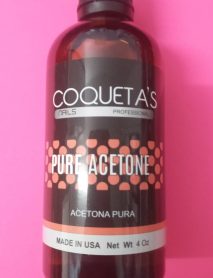 COQUETA'S
NAILS PROFESSIONAL
PURE ACETONE
ACETONA PURA
MADE IN USA Net Wt 4 Oz